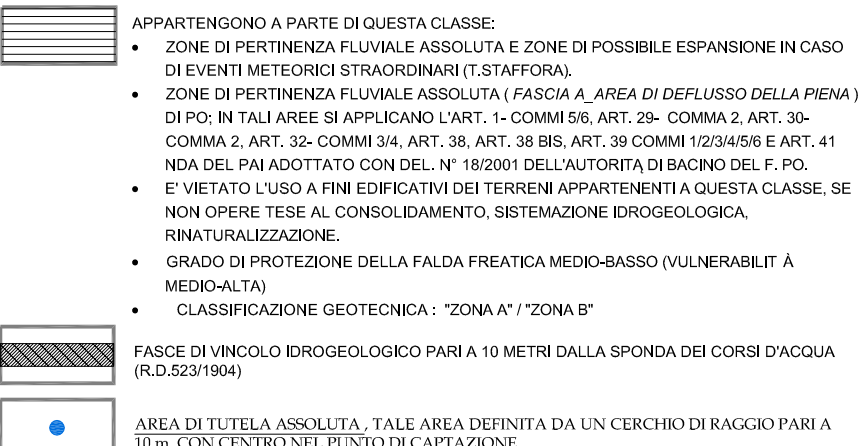 APPARTENGONO A PARTE DI QUESTA CLASSE:
• ZONE DI PERTINENZA FLUVIALE ASSOLUTA E ZONE DI POSSIBILE ESPANSIONE IN CASO
DI EVENTI METEORICI STRAORDINARI (T.STAFFORA).
• ZONE DI PERTINENZA FLUVIALE ASSOLUTA ( FASCIA A_AREA DI DEFLUSSO DELLA PIENA )
DI PO; IN TALI AREE SI APPLICANO L'ART. 1- COMMI 5/6, ART. 29- COMMA 2, ART. 30-
COMMA 2, ART. 32- COMMI 3/4, ART. 38, ART. 38 BIS, ART. 39 COMMI 1/2/3/4/5/6 E ART. 41
NDA DEL PAI ADOTTATO CON DEL. N° 18/2001 DELL'AUTORITĄ DI BACINO DEL F. PO.
• E' VIETATO L'USO A FINI EDIFICATIVI DEI TERRENI APPARTENENTI A QUESTA CLASSE, SE
NON OPERE TESE AL CONSOLIDAMENTO, SISTEMAZIONE IDROGEOLOGICA,
RINATURALIZZAZIONE.
• GRADO DI PROTEZIONE DELLA FALDA FREATICA MEDIO-BASSO (VULNERABILIT À
MEDIO-ALTA)
• CLASSIFICAZIONE GEOTECNICA : "ZONA A" / "ZONA B"
FASCE DI VINCOLO IDROGEOLOGICO PARI A 10 METRI DALLA SPONDA DEI CORSI D'ACQUA
(R.D.523/1904)
AREA DI TUTELA ASSOLUTA , TALE AREA DEFINITA DA UN CERCHIO DI RAGGIO PARI A
10 m, CON CENTRO NEL PUNTO DI CAPTAZIONE